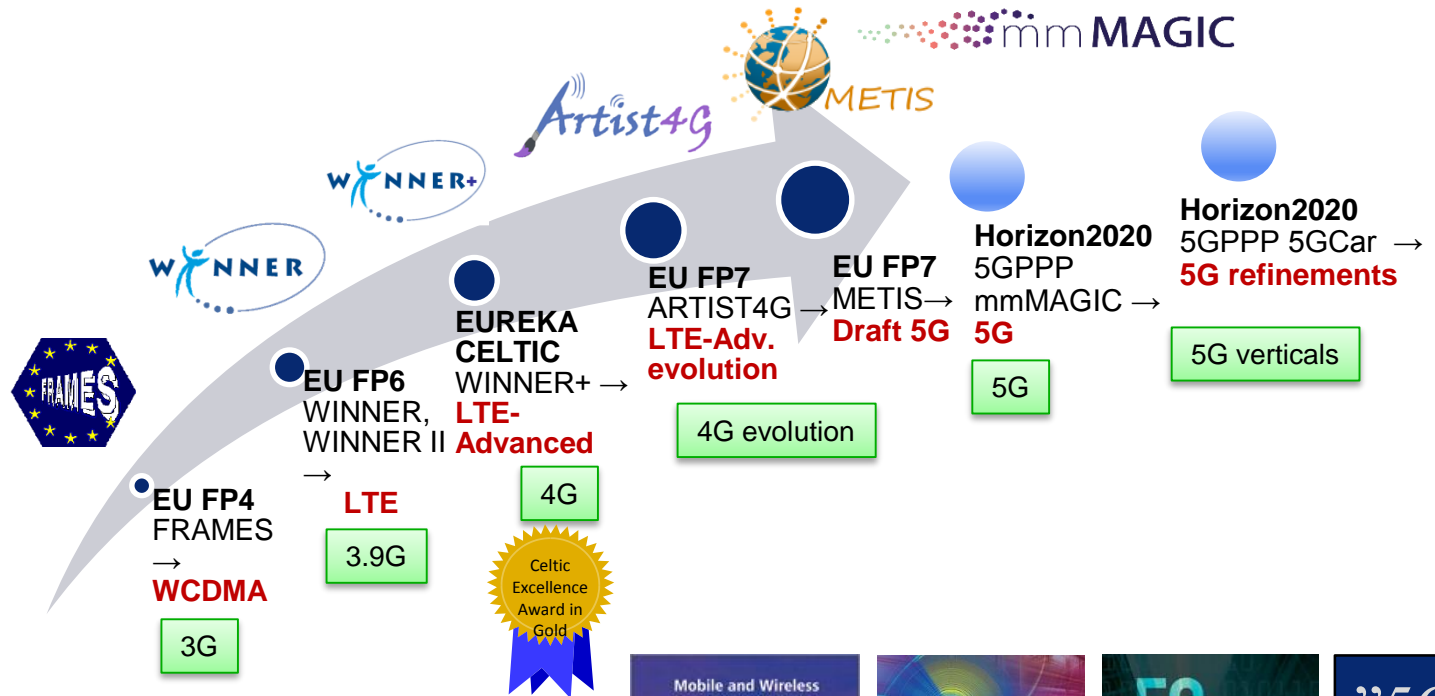 mmMAGIC
METIS
Artist4G
WINNER+
WINNER
FRAMES
EU FP4
FRAMES
→
WCDMA
3G
EU FP6
WINNER,
WINNER II
→
LTE
3.9G
EUREKA
CELTIC
WINNER+ →
LTE-
Advanced
4G
Celtic
Excellence
Award in
Gold
EU FP7
ARTIST4G →
LTE-Adv.
evolution
4G evolution
EU FP7
METIS→
Draft 5G
Horizon2020
5GPPP
mmMAGIC →
5G
5G
Horizon2020
5GPPP 5GCar →
5G refinements
5G verticals
Mobile and Wireless